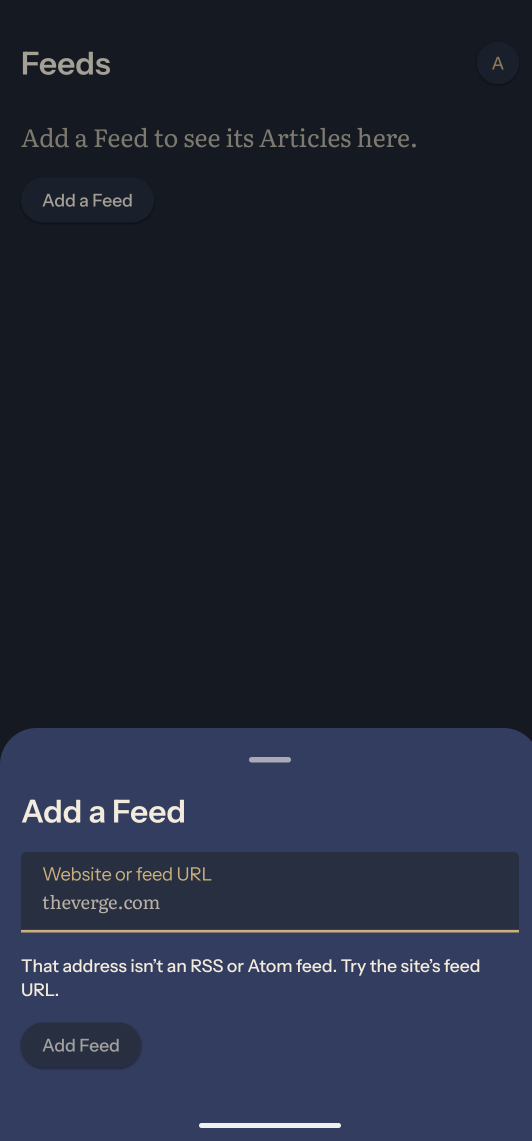 Feeds
A
Add a Feed to see its Articles here.
Add a Feed
Add a Feed
Website or feed URL
theverge.com
That address isn’t an RSS or Atom feed. Try the site’s feed
URL.
Add Feed